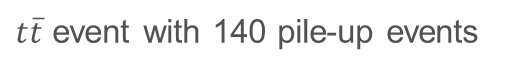 tt̄ event with 140 pile-up events